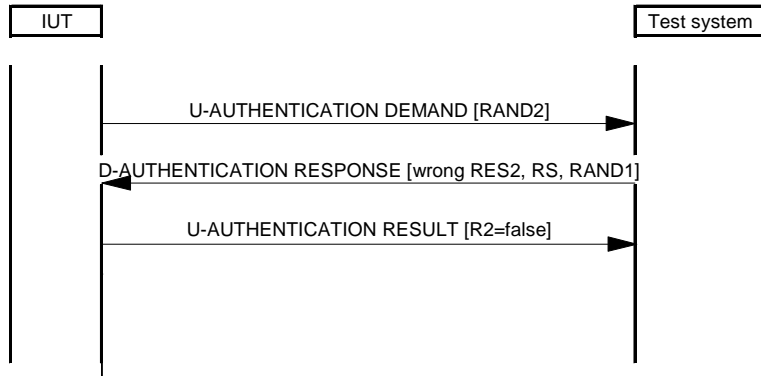 IUT
Test system
U-AUTHENTICATION DEMAND [RAND2]
D-AUTHENTICATION RESPONSE [wrong RES2, RS, RAND1]
U-AUTHENTICATION RESULT [R2=false]